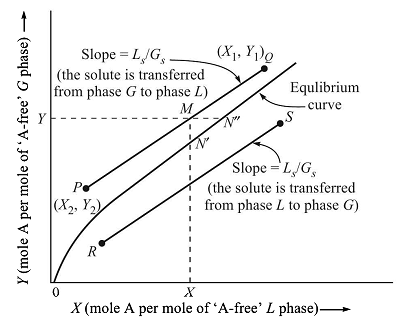 Y (mole A per mole of ‘A-free’ G phase)
Slope = Ls/Gs
(the solute is transferred
from phase G to phase L)
(X1, Y1)
Q
Equlibrium
curve
S
Y
M
N″
N′
P
(X2, Y2)
Slope = Ls/Gs
(the solute is transferred
from phase L to phase G)
R
0
X
X (mole A per mole of ‘A-free’ L phase)